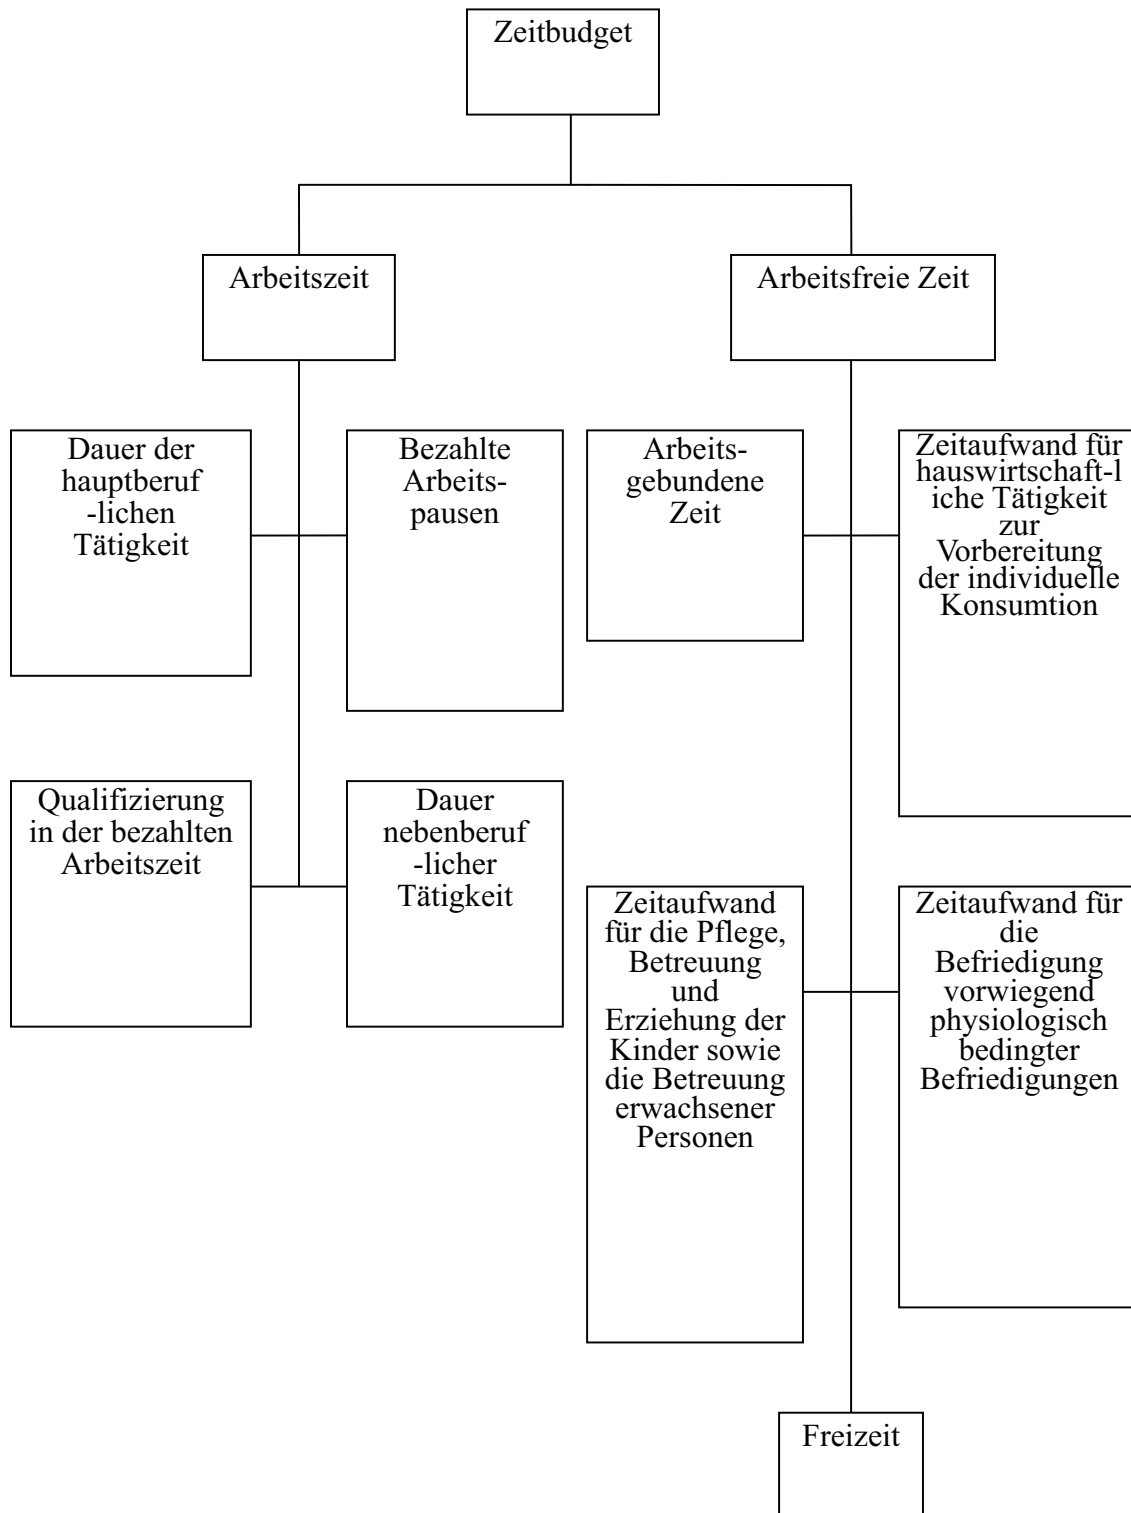 Zeitbudget
Arbeitszeit
Arbeitsfreie Zeit
Dauer der
hauptberuf
-lichen
Tätigkeit
Bezahlte
Arbeits-
pausen
Arbeits-
gebundene
Zeit
Zeitaufwand für
hauswirtschaft-l
iche Tätigkeit
zur
Vorbereitung
der individuelle
Konsumtion
Qualifizierung
in der bezahlten
Arbeitszeit
Dauer
nebenberuf
-licher
Tätigkeit
Zeitaufwand
für die Pflege,
Betreuung
und
Erziehung der
Kinder sowie
die Betreuung
erwachsener
Personen
Zeitaufwand für
die
Befriedigung
vorwiegend
physiologisch
bedingter
Befriedigungen
Freizeit